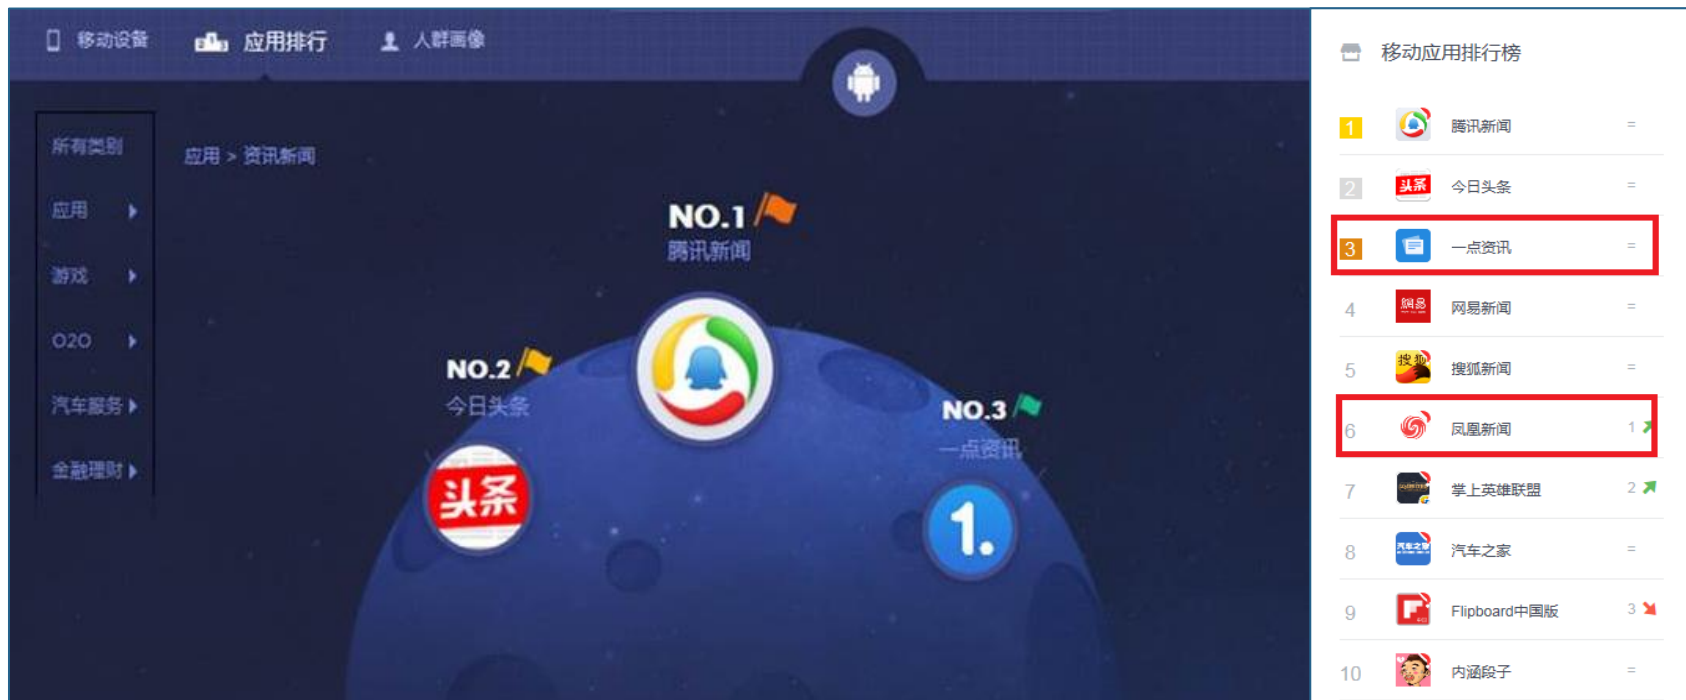 移动设备
应用排行
人群画像
所有类别
应用
游戏
O2O
汽车服务
金融理财
应用 > 资讯新闻
NO.1
腾讯新闻
NO.2
今日头条
头条
NO.3
一点资讯
1.
移动应用排行榜
1 腾讯新闻 =
2 头条 今日头条 =
3 一点资讯 =
4 網易 网易新闻 =
5 搜狐 搜狐新闻 =
6 凤凰新闻 1
7 掌上英雄联盟 2
8 汽车之家 汽车之家 =
9 Flipboard中国版 3
10 内涵段子 =